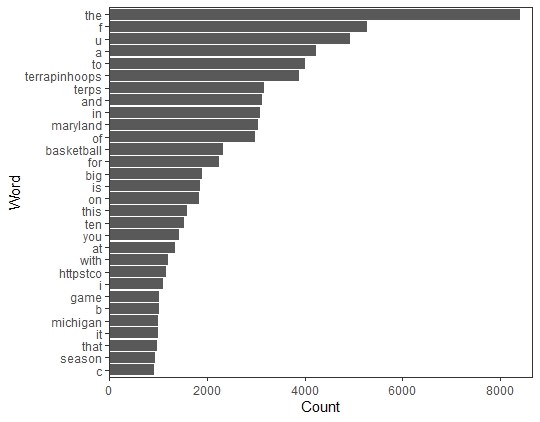 the
f
u
a
to
terrapinhoops
terps
and
in
maryland
of
basketball
for
big
is
on
this
ten
you
at
with
httpstco
i
game
b
michigan
it
that
season
c
Word
0 2000 4000 6000 8000
Count